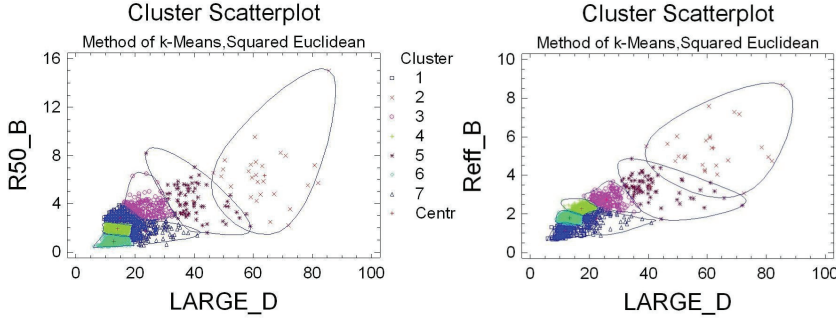 Cluster Scatterplot
Method of k-Means,Squared Euclidean
R50_B
16
12
8
4
0
0 20 40 60 80 100
LARGE_D
Cluster
1
2
3
4
5
6
7
Centr
Cluster Scatterplot
Method of k-Means,Squared Euclidean
Reff_B
10
8
6
4
2
0
0 20 40 60 80 100
LARGE_D